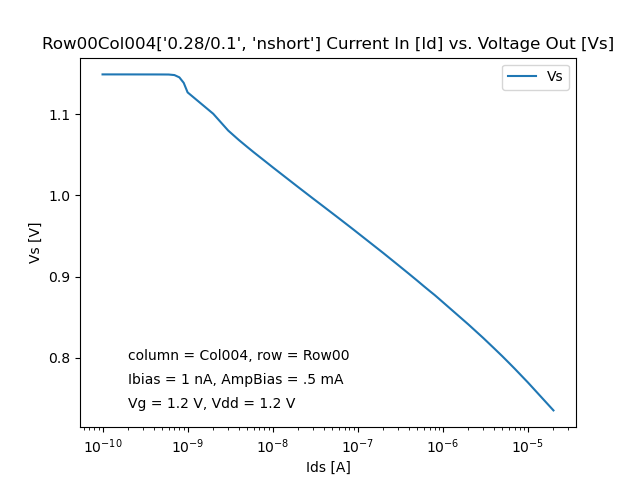 Row00Col004['0.28/0.1', 'nshort'] Current In [Id] vs. Voltage Out [Vs]
Vs
1.1
1.0
0.9
0.8
Vs [V]
column = Col004, row = Row00
Ibias = 1 nA, AmpBias = .5 mA
Vg = 1.2 V, Vdd = 1.2 V
10⁻¹⁰ 10⁻⁹ 10⁻⁸ 10⁻⁷ 10⁻⁶ 10⁻⁵
Ids [A]